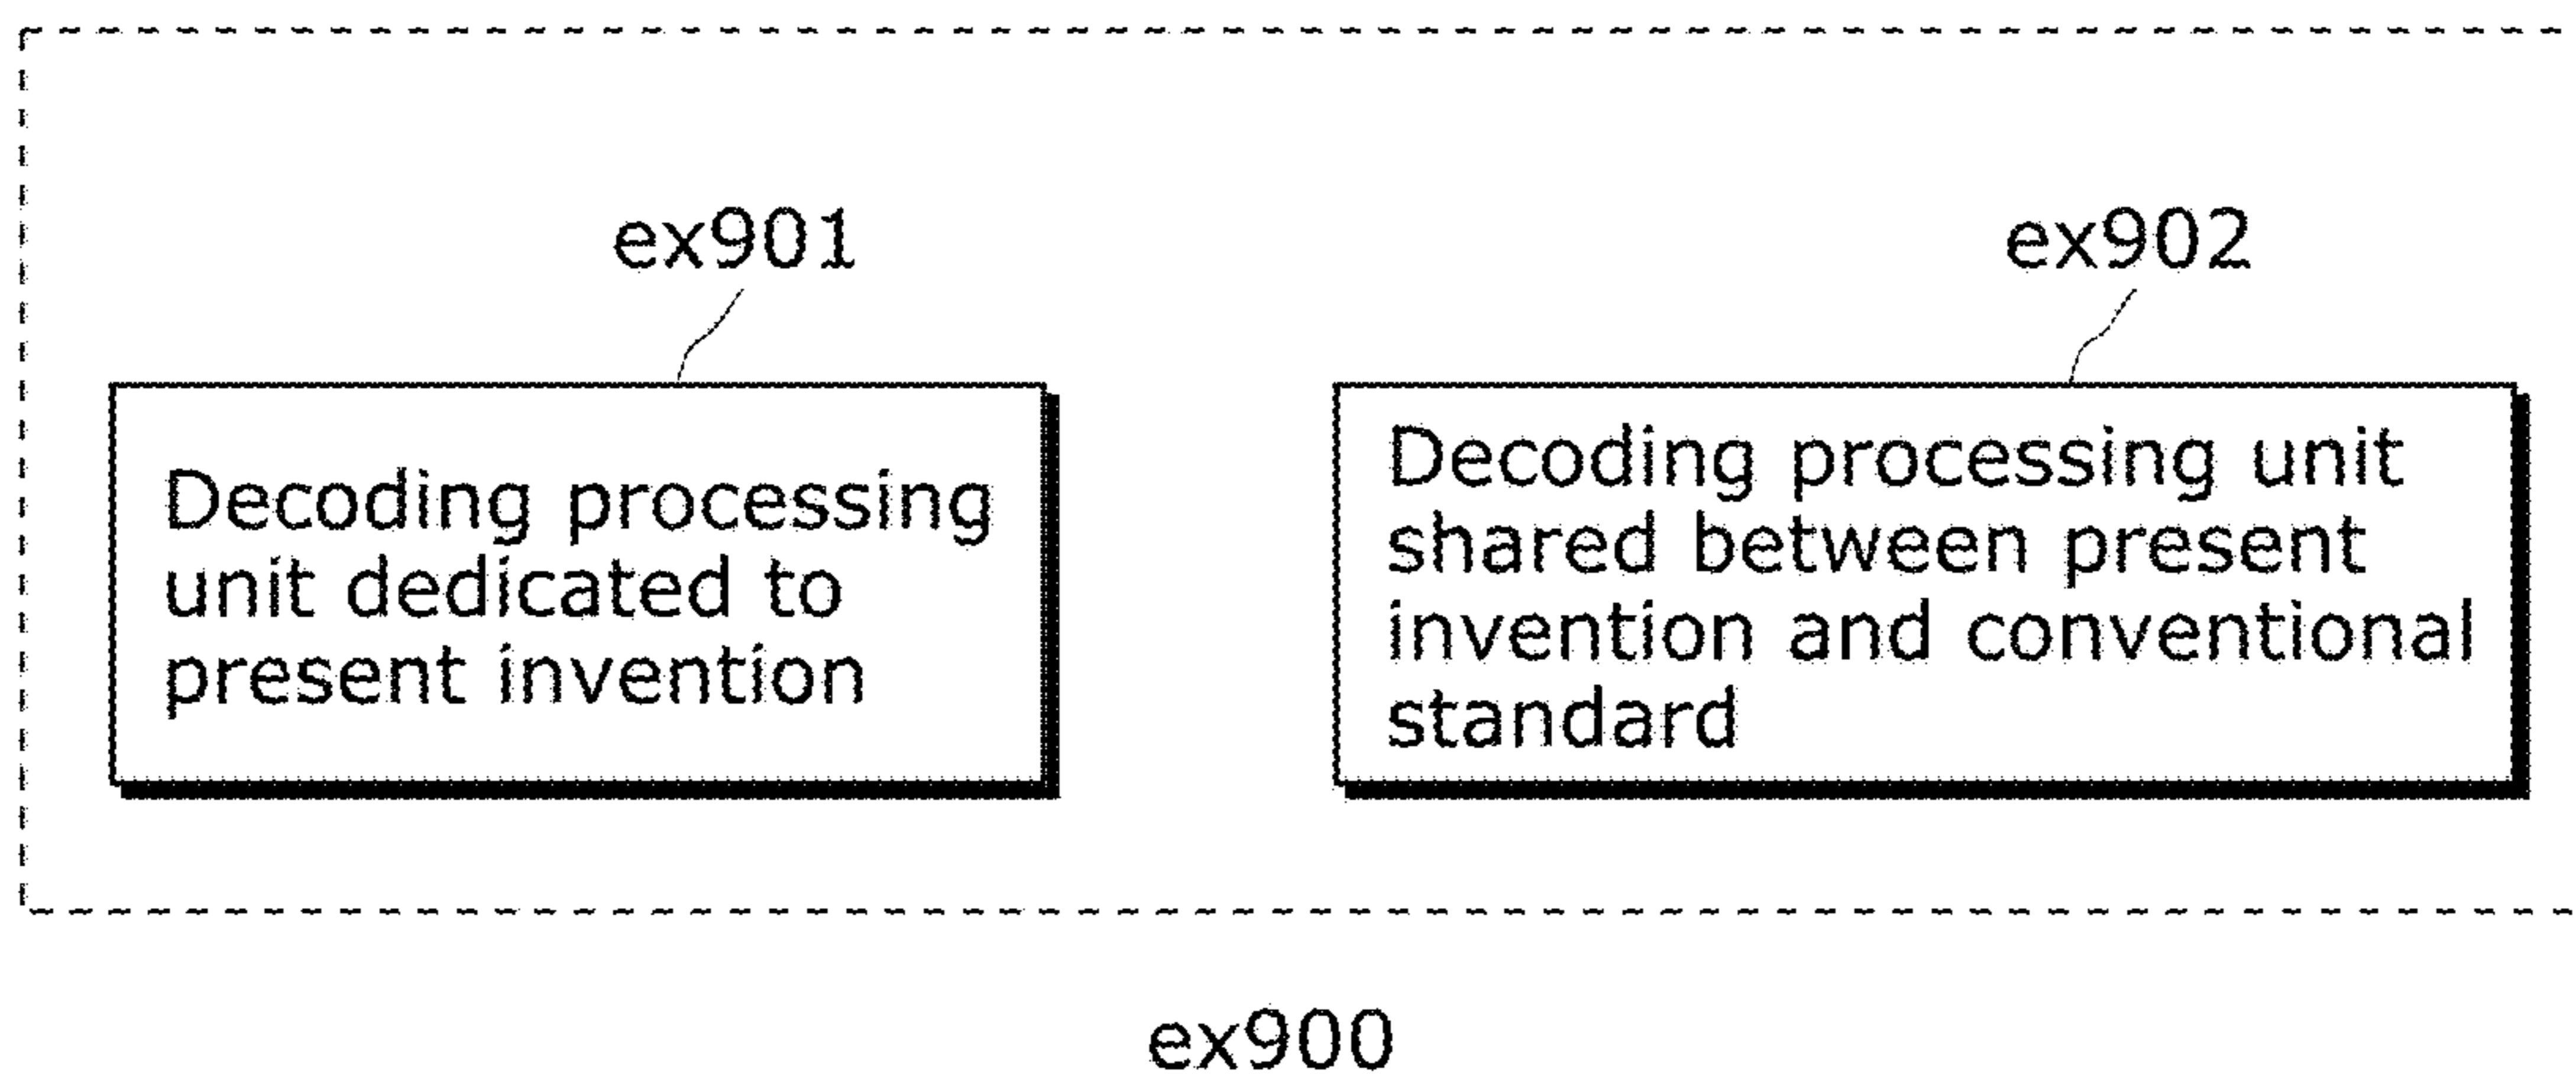 ex901
ex902
Decoding processing
unit dedicated to
present invention
Decoding processing unit
shared between present
invention and conventional
standard
ex900